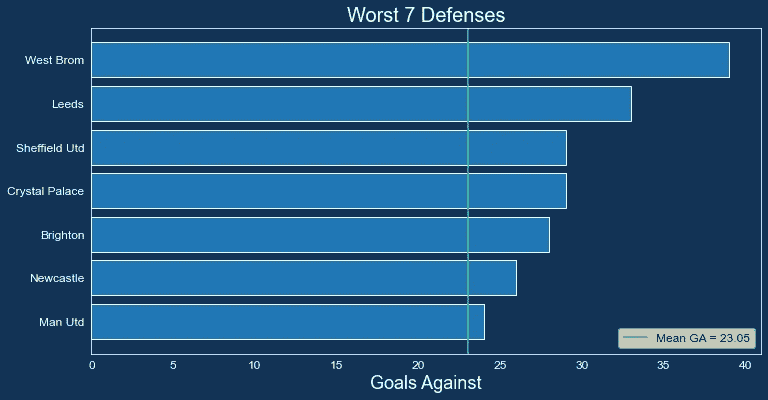 Worst 7 Defenses
West Brom
Leeds
Sheffield Utd
Crystal Palace
Brighton
Newcastle
Man Utd
Mean GA = 23.05
0 5 10 15 20 25 30 35 40
Goals Against